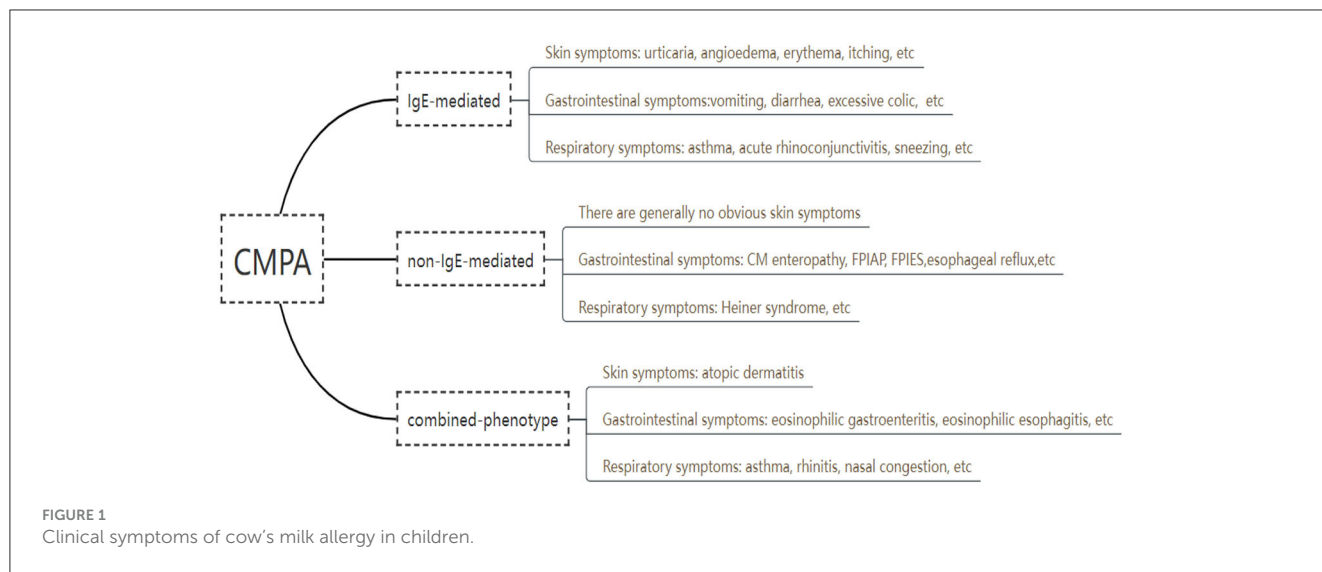 CMPA
IgE-mediated
Skin symptoms: urticaria, angioedema, erythema, itching, etc
Gastrointestinal symptoms:vomiting, diarrhea, excessive colic, etc
Respiratory symptoms: asthma, acute rhinoconjunctivitis, sneezing, etc
non-IgE-mediated
There are generally no obvious skin symptoms
Gastrointestinal symptoms: CM enteropathy, FPIAP, FPIES,esophageal reflux,etc
Respiratory symptoms: Heiner syndrome, etc
combined-phenotype
Skin symptoms: atopic dermatitis
Gastrointestinal symptoms: eosinophilic gastroenteritis, eosinophilic esophagitis, etc
Respiratory symptoms: asthma, rhinitis, nasal congestion, etc
FIGURE 1
Clinical symptoms of cow's milk allergy in children.